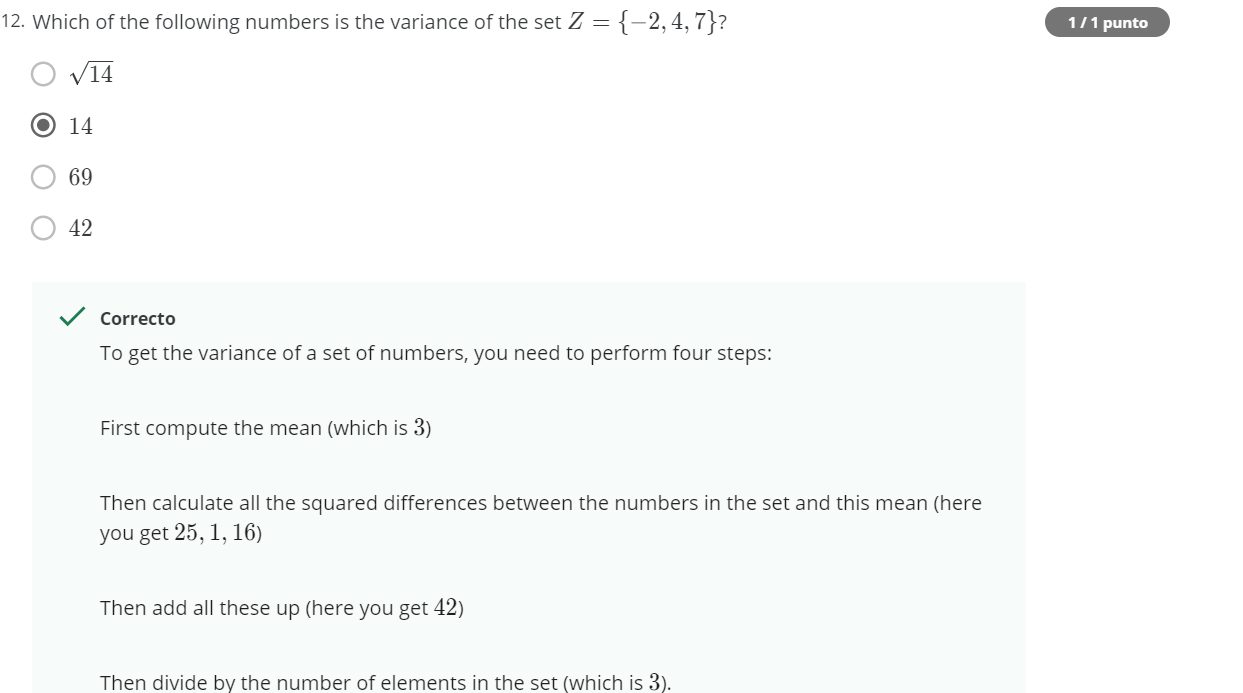 12. Which of the following numbers is the variance of the set Z = {−2, 4, 7}?
1 / 1 punto
√14
14
69
42
Correcto
To get the variance of a set of numbers, you need to perform four steps:
First compute the mean (which is 3)
Then calculate all the squared differences between the numbers in the set and this mean (here
you get 25, 1, 16)
Then add all these up (here you get 42)
Then divide by the number of elements in the set (which is 3).